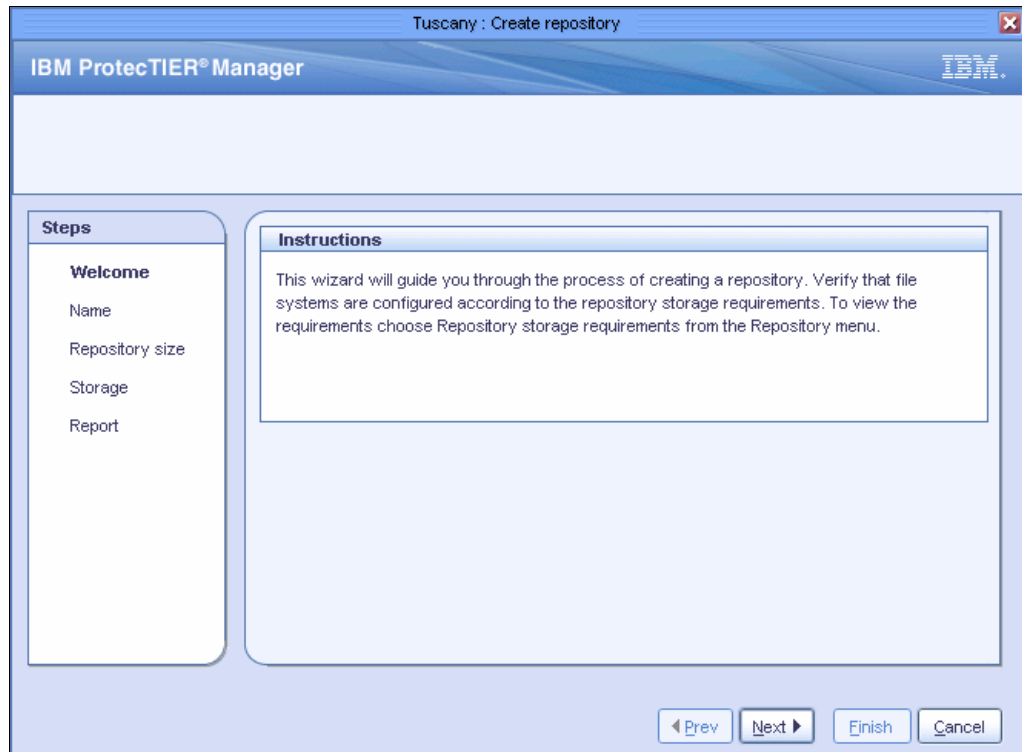 Tuscany : Create repository
IBM ProtecTIER® Manager
IBM.
Steps
Welcome
Name
Repository size
Storage
Report
Instructions
This wizard will guide you through the process of creating a repository. Verify that file
systems are configured according to the repository storage requirements. To view the
requirements choose Repository storage requirements from the Repository menu.
Prev
Next
Finish
Cancel